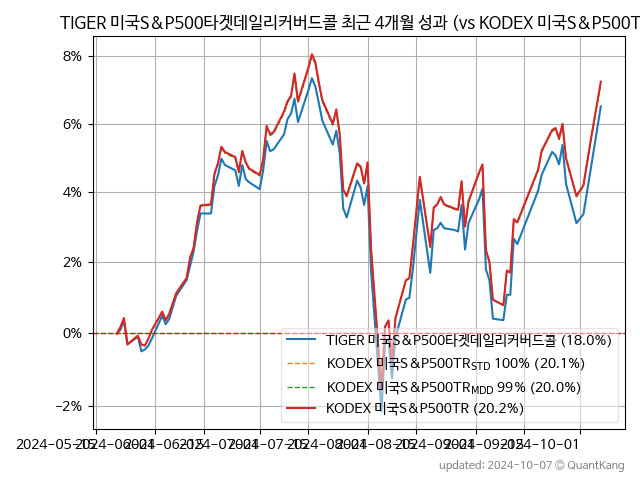 TIGER 미국S&P500타겟데일리커버드콜 최근 4개월 성과 (vs KODEX 미국S&P500T
8%
6%
4%
2%
0%
−2%
TIGER 미국S&P500타겟데일리커버드콜 (18.0%)
KODEX 미국S&P500TRSTD 100% (20.1%)
KODEX 미국S&P500TRMDD 99% (20.0%)
KODEX 미국S&P500TR (20.2%)
2024-05-15 2024-06-01 2024-06-15 2024-07-01 2024-07-15 2024-08-01 2024-08-15 2024-09-01 2024-09-15 2024-10-01
updated: 2024-10-07 © QuantKang